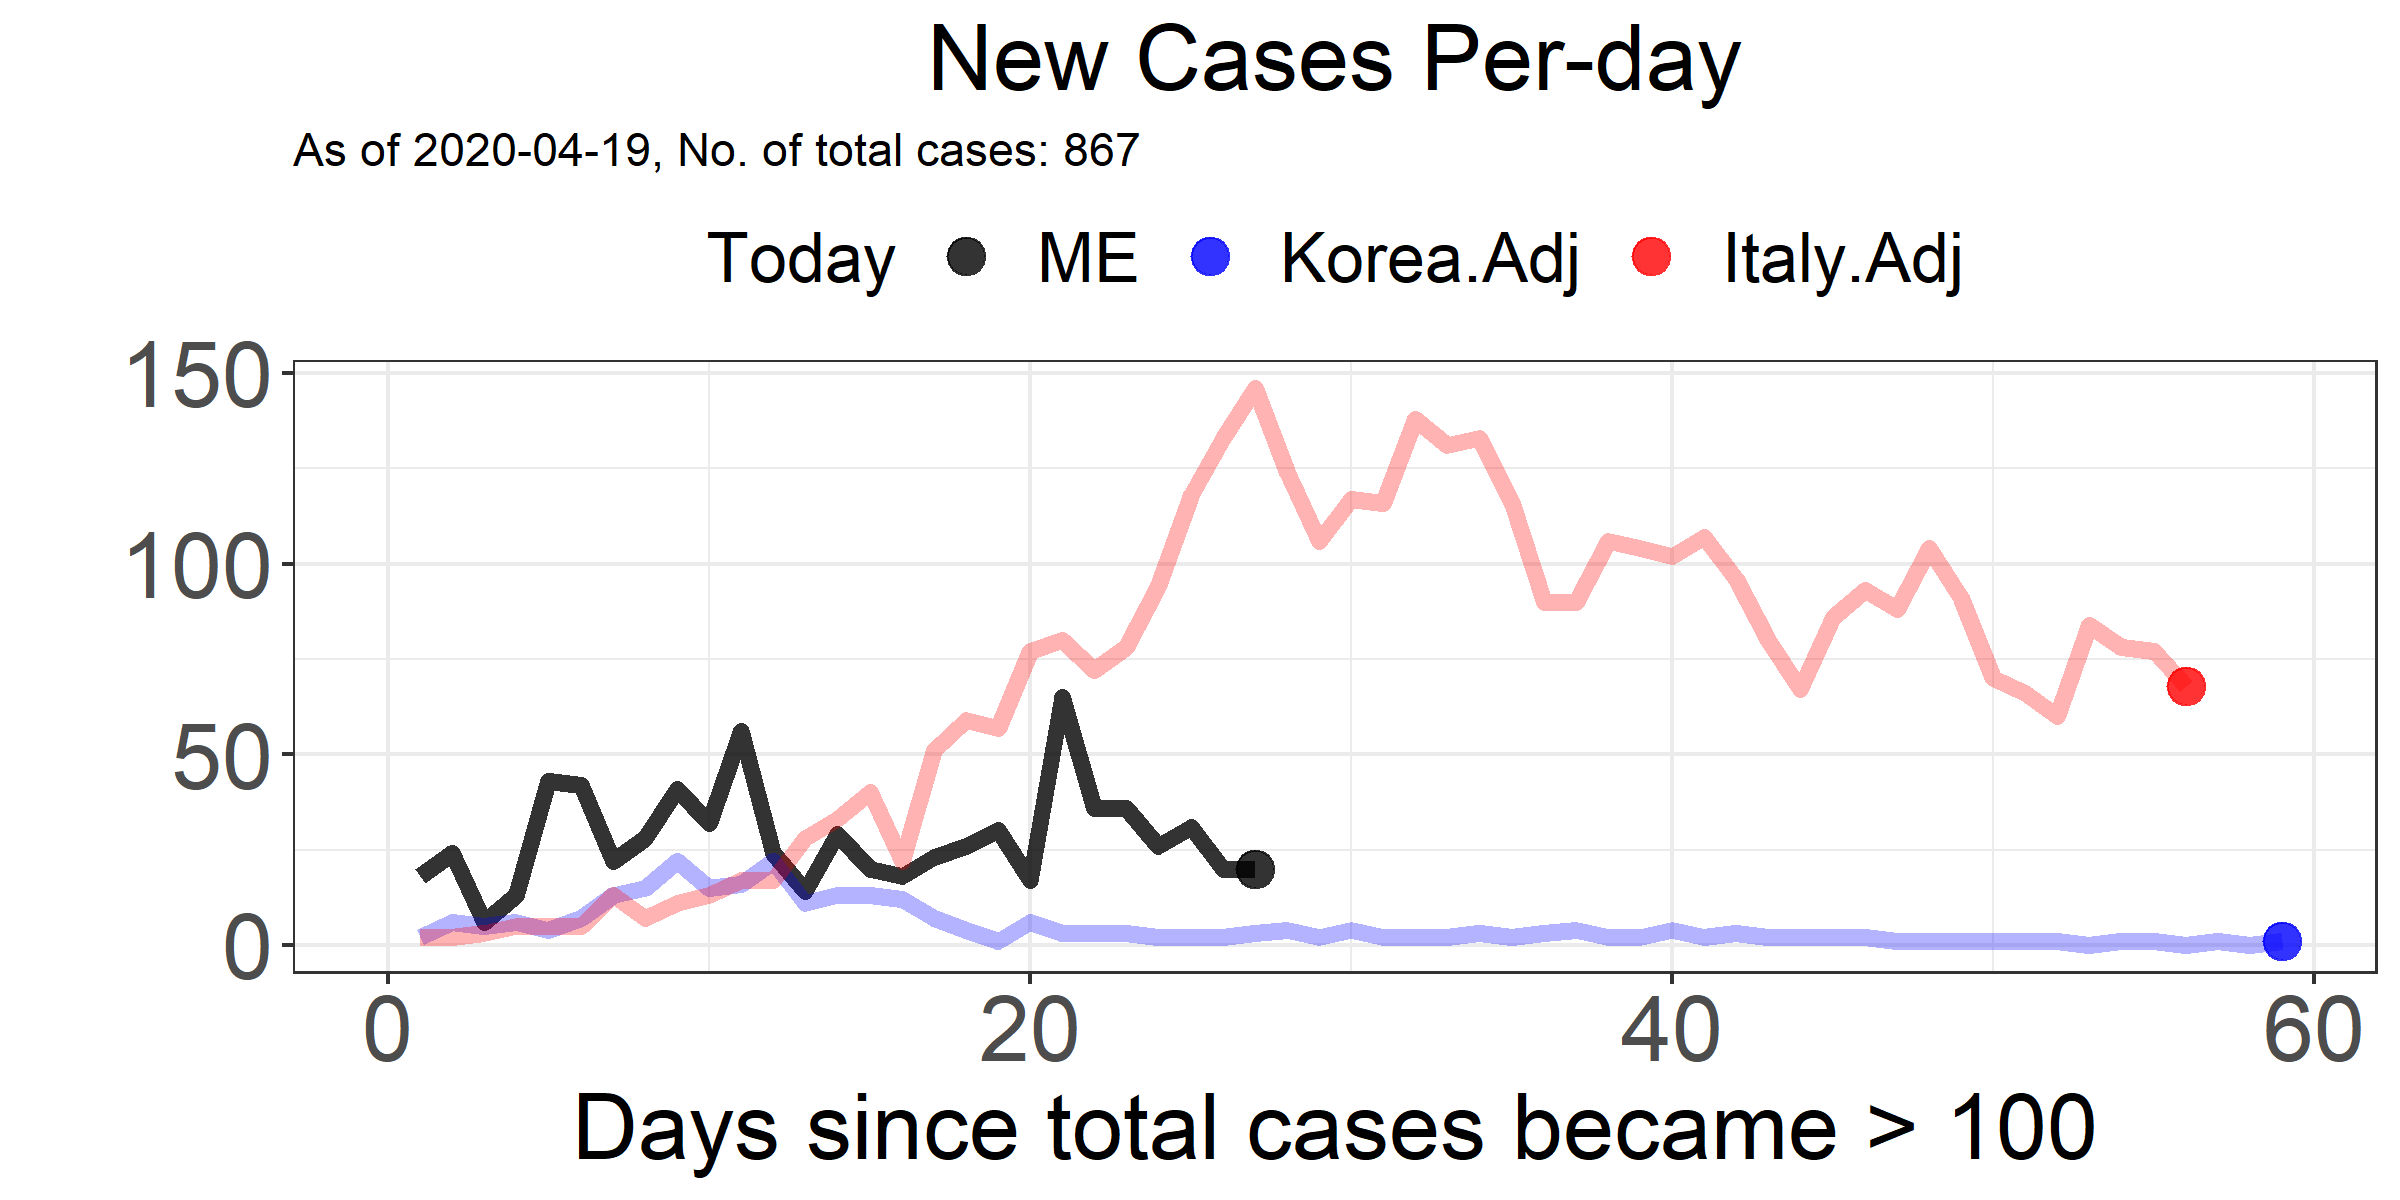 New Cases Per-day
As of 2020-04-19, No. of total cases: 867
Today ME Korea.Adj Italy.Adj
150
100
50
0
0 20 40 60
Days since total cases became > 100